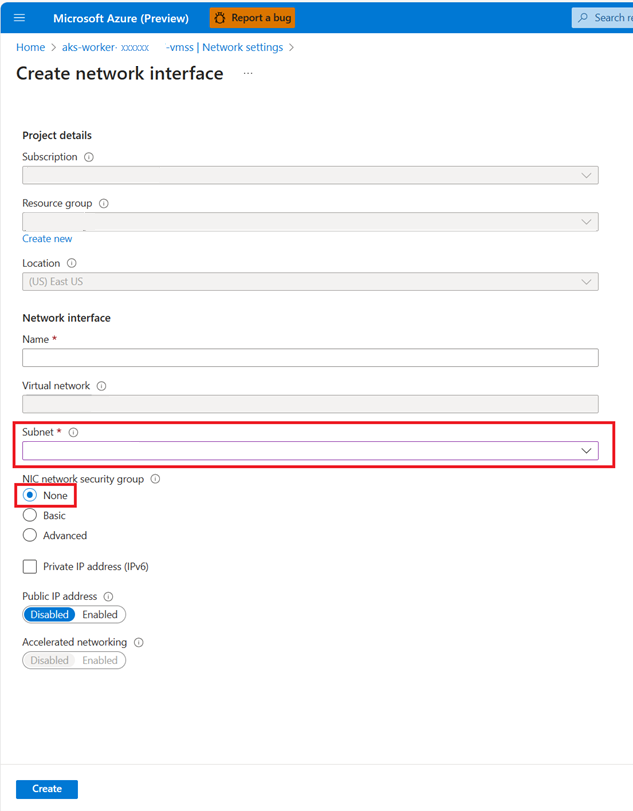 Microsoft Azure (Preview) Report a bug Search re
Home > aks-worker- xxxxxx -vmss | Network settings >
Create network interface ...
Project details
Subscription
Resource group
Create new
Location
(US) East US
Network interface
Name *
Virtual network
Subnet *
NIC network security group
None
Basic
Advanced
Private IP address (IPv6)
Public IP address
Disabled Enabled
Accelerated networking
Disabled Enabled
Create